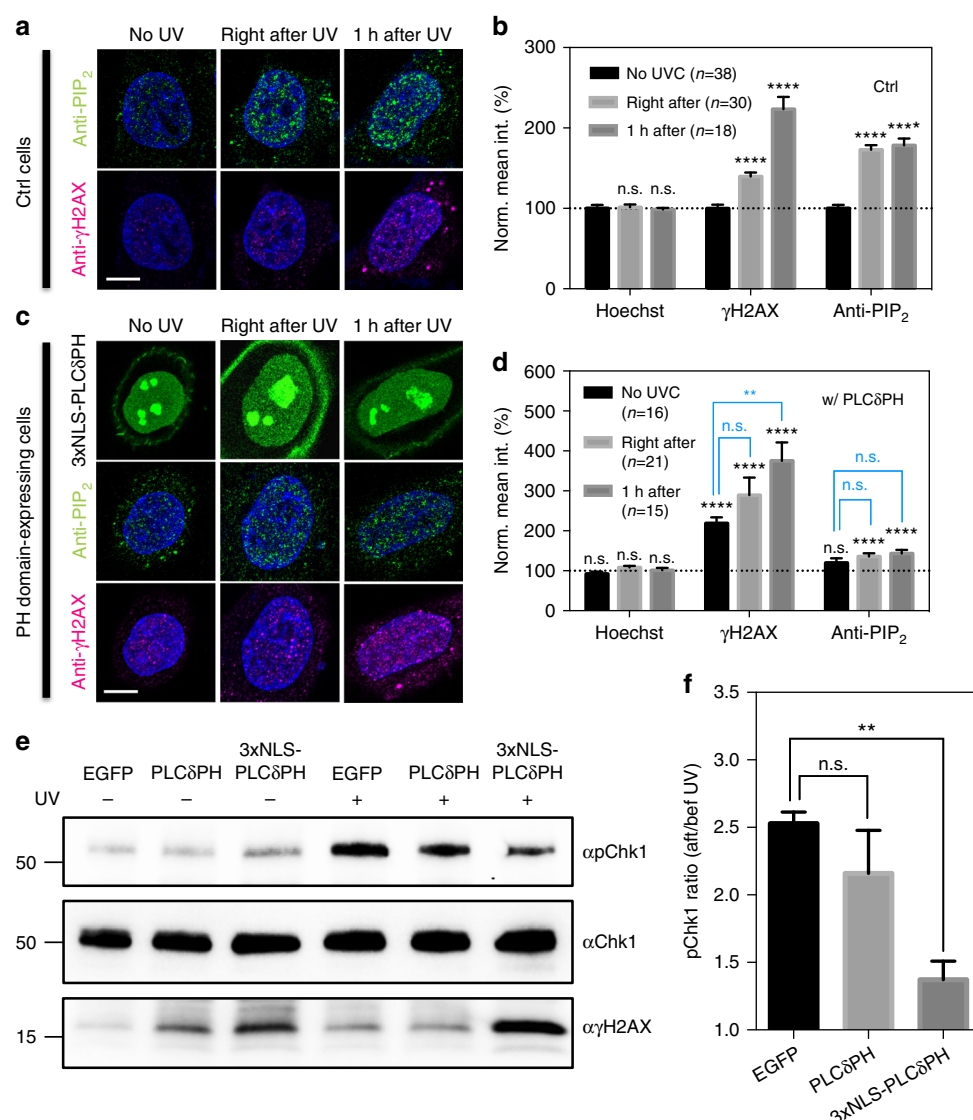 a
No UV Right after UV 1 h after UV
Ctrl cells
Anti-PIP2
Anti-γH2AX
b
Norm. mean int. (%)
300
200
100
0
No UVC (n=38)
Right after (n=30)
1 h after (n=18)
Ctrl
n.s. n.s.
**** ****
**** ****
Hoechst γH2AX Anti-PIP2
c
No UV Right after UV 1 h after UV
PH domain-expressing cells
3xNLS-PLCδPH
Anti-PIP2
Anti-γH2AX
d
Norm. mean int. (%)
600
500
400
300
200
100
0
No UVC
(n=16)
Right after
(n=21)
1 h after
(n=15)
w/ PLCδPH
**
n.s.
n.s. n.s. n.s.
**** **** ****
n.s.
n.s.
n.s. **** ****
Hoechst γH2AX Anti-PIP2
e
EGFP PLCδPH 3xNLS-
PLCδPH EGFP PLCδPH 3xNLS-
PLCδPH
UV – – – + + +
50 αpChk1
50 αChk1
15 αγH2AX
f
pChk1 ratio (aft/bef UV)
3.5
3.0
2.5
2.0
1.5
1.0
**
n.s.
EGFP
PLCδPH
3xNLS-PLCδPH